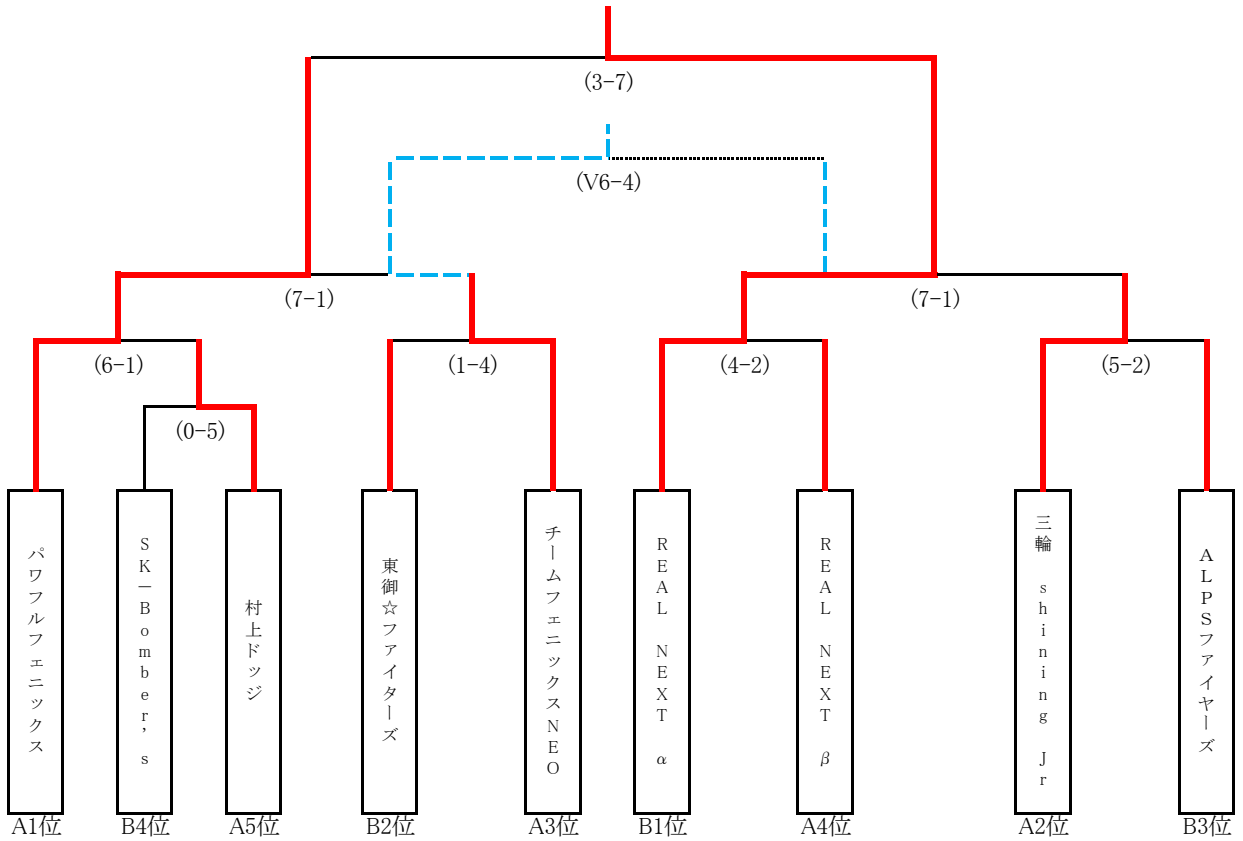 (3-7)
(V6-4)
(7-1)
(7-1)
(6-1)
(1-4)
(4-2)
(5-2)
(0-5)
パワフルフェニックス
SK－Bomber’s
村上ドッジ
東御☆ファイターズ
チームフェニックスNEO
REAL NEXT α
REAL NEXT β
三輪 shining Jr
ALPSファイヤーズ
A1位
B4位
A5位
B2位
A3位
B1位
A4位
A2位
B3位